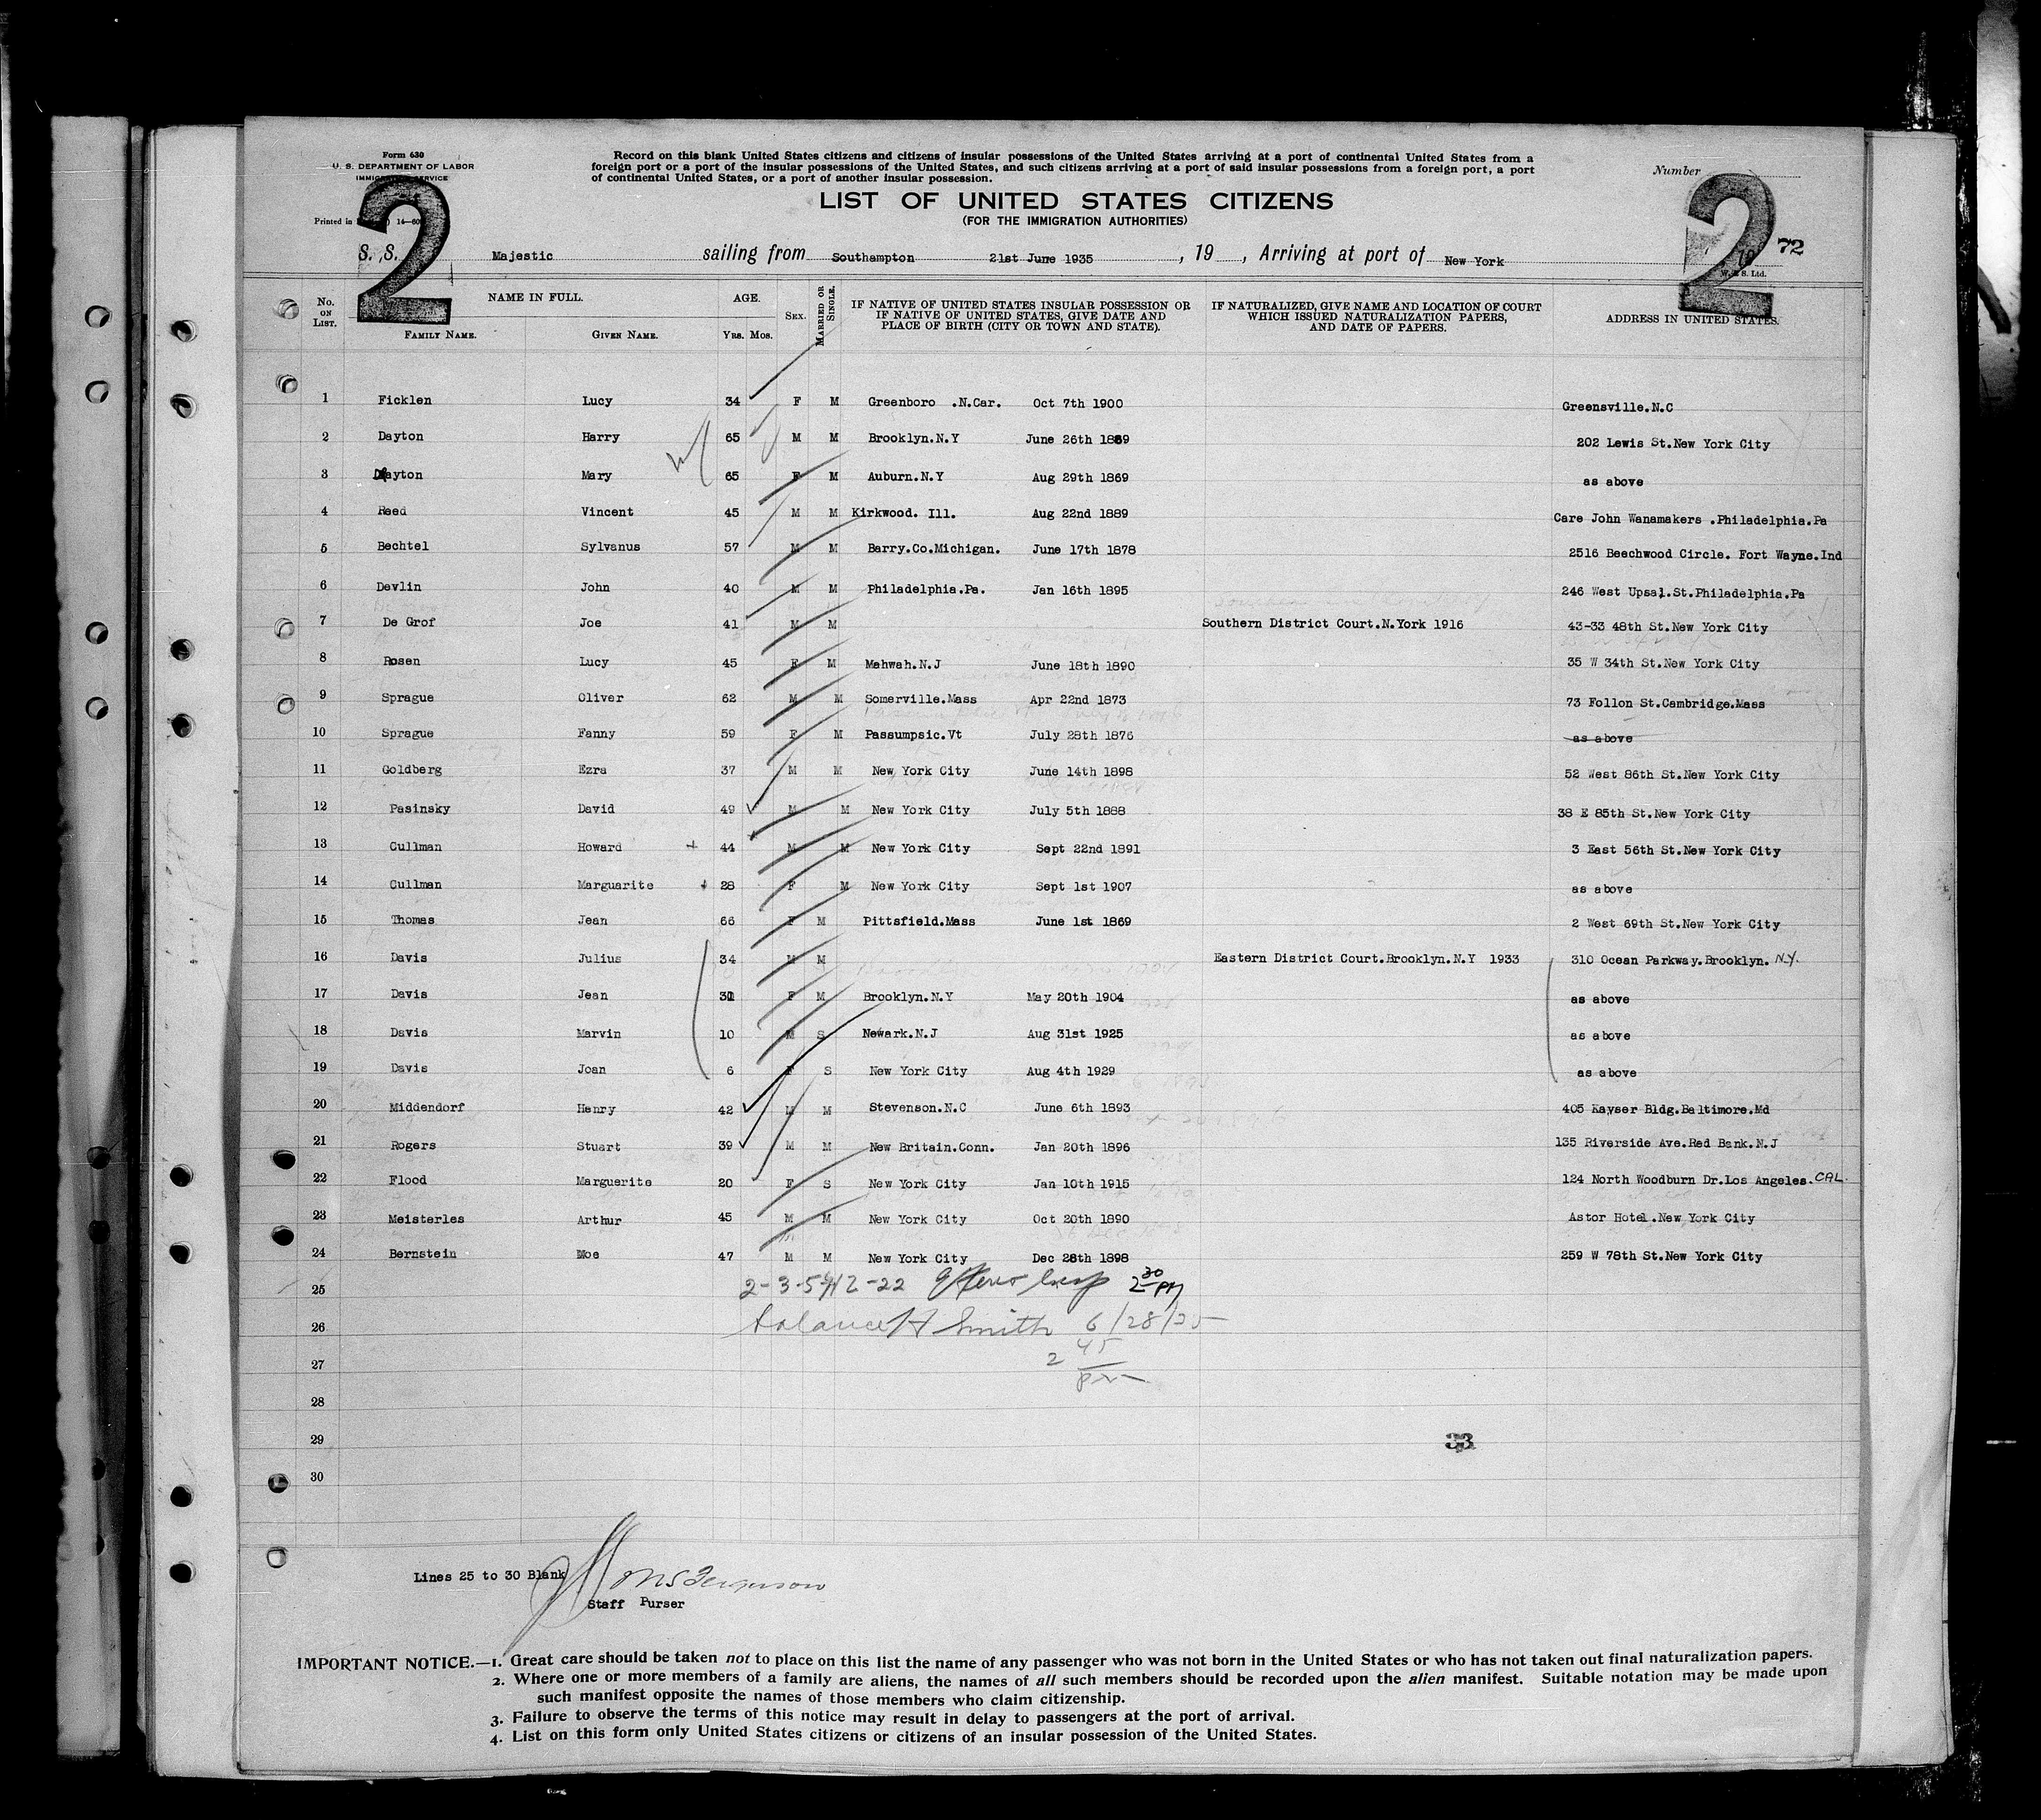 Form 630
U. S. DEPARTMENT OF LABOR
IMMIGRATION SERVICE
Printed in 14—60
Record on this blank United States citizens and citizens of insular possessions of the United States arriving at a port of continental United States from a
foreign port or a port of the insular possessions of the United States, and such citizens arriving at a port of said insular possessions from a foreign port, a port
of continental United States, or a port of another insular possession.
Number
2
2
LIST OF UNITED STATES CITIZENS
(FOR THE IMMIGRATION AUTHORITIES)
S. S. Majestic sailing from Southampton 21st June 1935, 19, Arriving at port of New York 19 72
W. & S. Ltd.
No. ON LIST. NAME IN FULL. FAMILY NAME. GIVEN NAME. AGE. YRS. MOS. SEX. MARRIED OR SINGLE. IF NATIVE OF UNITED STATES INSULAR POSSESSION OR IF NATIVE OF UNITED STATES, GIVE DATE AND PLACE OF BIRTH (CITY OR TOWN AND STATE). IF NATURALIZED, GIVE NAME AND LOCATION OF COURT WHICH ISSUED NATURALIZATION PAPERS, AND DATE OF PAPERS. ADDRESS IN UNITED STATES.
1 Ficklen Lucy 34 F M Greenboro .N.Car. Oct 7th 1900 Greensville.N.C
2 Dayton Harry 65 M M Brooklyn.N.Y June 26th 1869 202 Lewis St.New York City
3 Dayton Mary 65 F M Auburn.N.Y Aug 29th 1869 as above
4 Reed Vincent 45 M M Kirkwood. Ill. Aug 22nd 1889 Care John Wanamakers .Philadelphia.Pa
5 Bechtel Sylvanus 57 M M Barry.Co.Michigan. June 17th 1878 2516 Beechwood Circle. Fort Wayne.Ind
6 Devlin John 40 M M Philadelphia.Pa. Jan 16th 1895 246 West Upsal.St.Philadelphia.Pa
7 De Grof Joe 41 M M Southern District Court.N.York 1916 43-33 48th St.New York City
8 Rosen Lucy 45 F M Mahwah.N.J June 18th 1890 35 W 34th St.New York City
9 Sprague Oliver 62 M M Somerville.Mass Apr 22nd 1873 73 Follon St.Cambridge.Mass
10 Sprague Fanny 59 F M Passumpsic.Vt July 28th 1876 as above
11 Goldberg Ezra 37 M M New York City June 14th 1898 52 West 86th St.New York City
12 Pasinsky David 49 M M New York City July 5th 1888 38 E 85th St.New York City
13 Cullman Howard + 44 M M New York City Sept 22nd 1891 3 East 56th St.New York City
14 Cullman Marguarite + 28 F M New York City Sept 1st 1907 as above
15 Thomas Jean 66 F M Pittsfield.Mass June 1st 1869 2 West 69th St.New York City
16 Davis Julius 34 M M Eastern District Court.Brooklyn.N.Y 1933 310 Ocean Parkway.Brooklyn. N.Y.
17 Davis Jean 31 F M Brooklyn.N.Y May 20th 1904 as above
18 Davis Marvin 10 M S Newark.N.J Aug 31st 1925 as above
19 Davis Joan 6 F S New York City Aug 4th 1929 as above
20 Middendorf Henry 42 M M Stevenson.N.C June 6th 1893 405 Kayser Bldg.Baltimore.Md
21 Rogers Stuart 39 M M New Britain.Conn. Jan 20th 1896 135 Riverside Ave.Red Bank.N.J
22 Flood Marguerite 20 F S New York City Jan 10th 1915 124 North Woodburn Dr.Los Angeles. CAL.
23 Meisterles Arthur 45 M M New York City Oct 20th 1890 Astor Hotel.New York City
24 Bernstein Moe 47 M M New York City Dec 28th 1898 259 W 78th St.New York City
25 2-3-5-12-22 Insp 2 30 PM
26 balance H Smith 6/28/35
27 2 45 pm
28
29 33
30
Lines 25 to 30 Blank Ferguson
Staff Purser
IMPORTANT NOTICE.—1. Great care should be taken not to place on this list the name of any passenger who was not born in the United States or who has not taken out final naturalization papers.
2. Where one or more members of a family are aliens, the names of all such members should be recorded upon the alien manifest. Suitable notation may be made upon
such manifest opposite the names of those members who claim citizenship.
3. Failure to observe the terms of this notice may result in delay to passengers at the port of arrival.
4. List on this form only United States citizens or citizens of an insular possession of the United States.